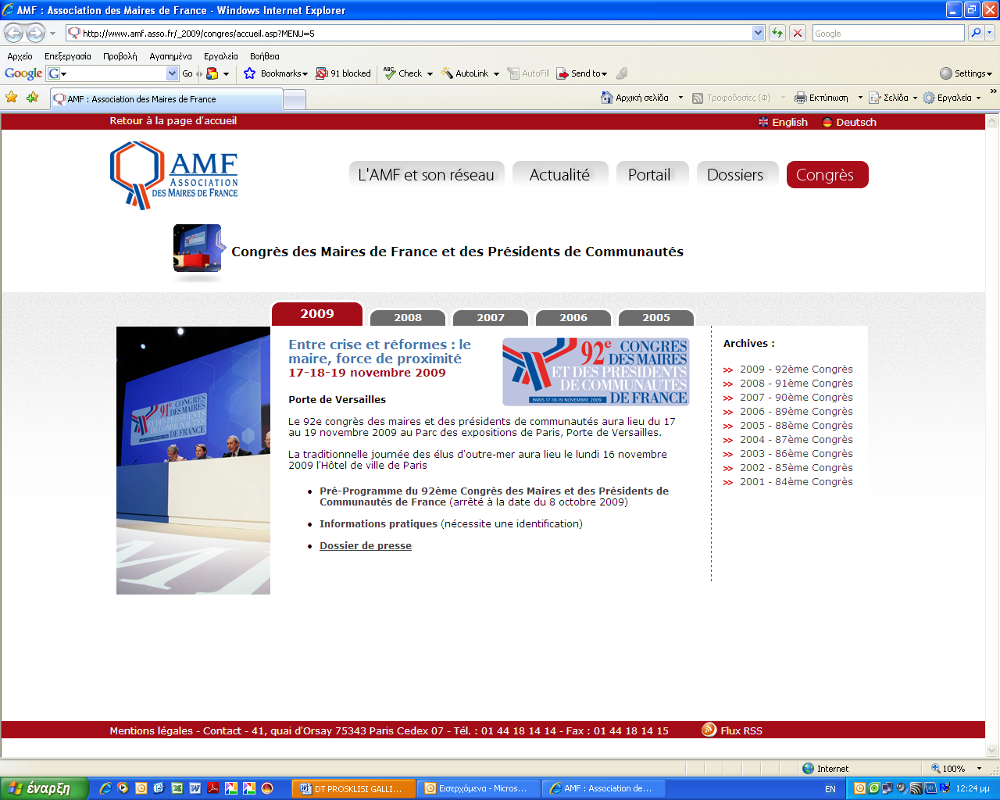 AMF : Association des Maires de France - Windows Internet Explorer
http://www.amf.asso.fr/_2009/congres/accueil.asp?MENU=5
Google
Αρχείο Επεξεργασία Προβολή Αγαπημένα Εργαλεία Βοήθεια
Google G Go Bookmarks 91 blocked ABC Check AutoLink AutoFill Send to Settings
AMF : Association des Maires de France
Αρχική σελίδα Τροφοδοσίες (Φ) Εκτύπωση Σελίδα Εργαλεία »
Retour à la page d'accueil English Deutsch
AMF
ASSOCIATION
DES MAIRES DE FRANCE
L'AMF et son réseau Actualité Portail Dossiers Congrès
Congrès des Maires de France et des Présidents de Communautés
2009 2008 2007 2006 2005
91e CONGRES
DES MAIRES
ET DES PRESIDENTS
DE COMMUNAUTES
DE FRANCE
Entre crise et réformes : le
maire, force de proximité
17-18-19 novembre 2009
92e CONGRES
DES MAIRES
ET DES PRESIDENTS
DE COMMUNAUTES
PARIS 17-18-19 NOVEMBRE 2009 DE FRANCE
Porte de Versailles
Le 92e congrès des maires et des présidents de communautés aura lieu du 17
au 19 novembre 2009 au Parc des expositions de Paris, Porte de Versailles.
La traditionnelle journée des élus d'outre-mer aura lieu le lundi 16 novembre
2009 l'Hôtel de ville de Paris
• Pré-Programme du 92ème Congrès des Maires et des Présidents de
Communautés de France (arrêté à la date du 8 octobre 2009)
• Informations pratiques (nécessite une identification)
• Dossier de presse
Archives :
>> 2009 - 92ème Congrès
>> 2008 - 91ème Congrès
>> 2007 - 90ème Congrès
>> 2006 - 89ème Congrès
>> 2005 - 88ème Congrès
>> 2004 - 87ème Congrès
>> 2003 - 86ème Congrès
>> 2002 - 85ème Congrès
>> 2001 - 84ème Congrès
Mentions légales - Contact - 41, quai d'Orsay 75343 Paris Cedex 07 - Tél. : 01 44 18 14 14 - Fax : 01 44 18 14 15 Flux RSS
Internet 100%
έναρξη DT PROSKLISI GALLI... Εισερχόμενα - Micros... AMF : Association de... EN 12:24 μμ